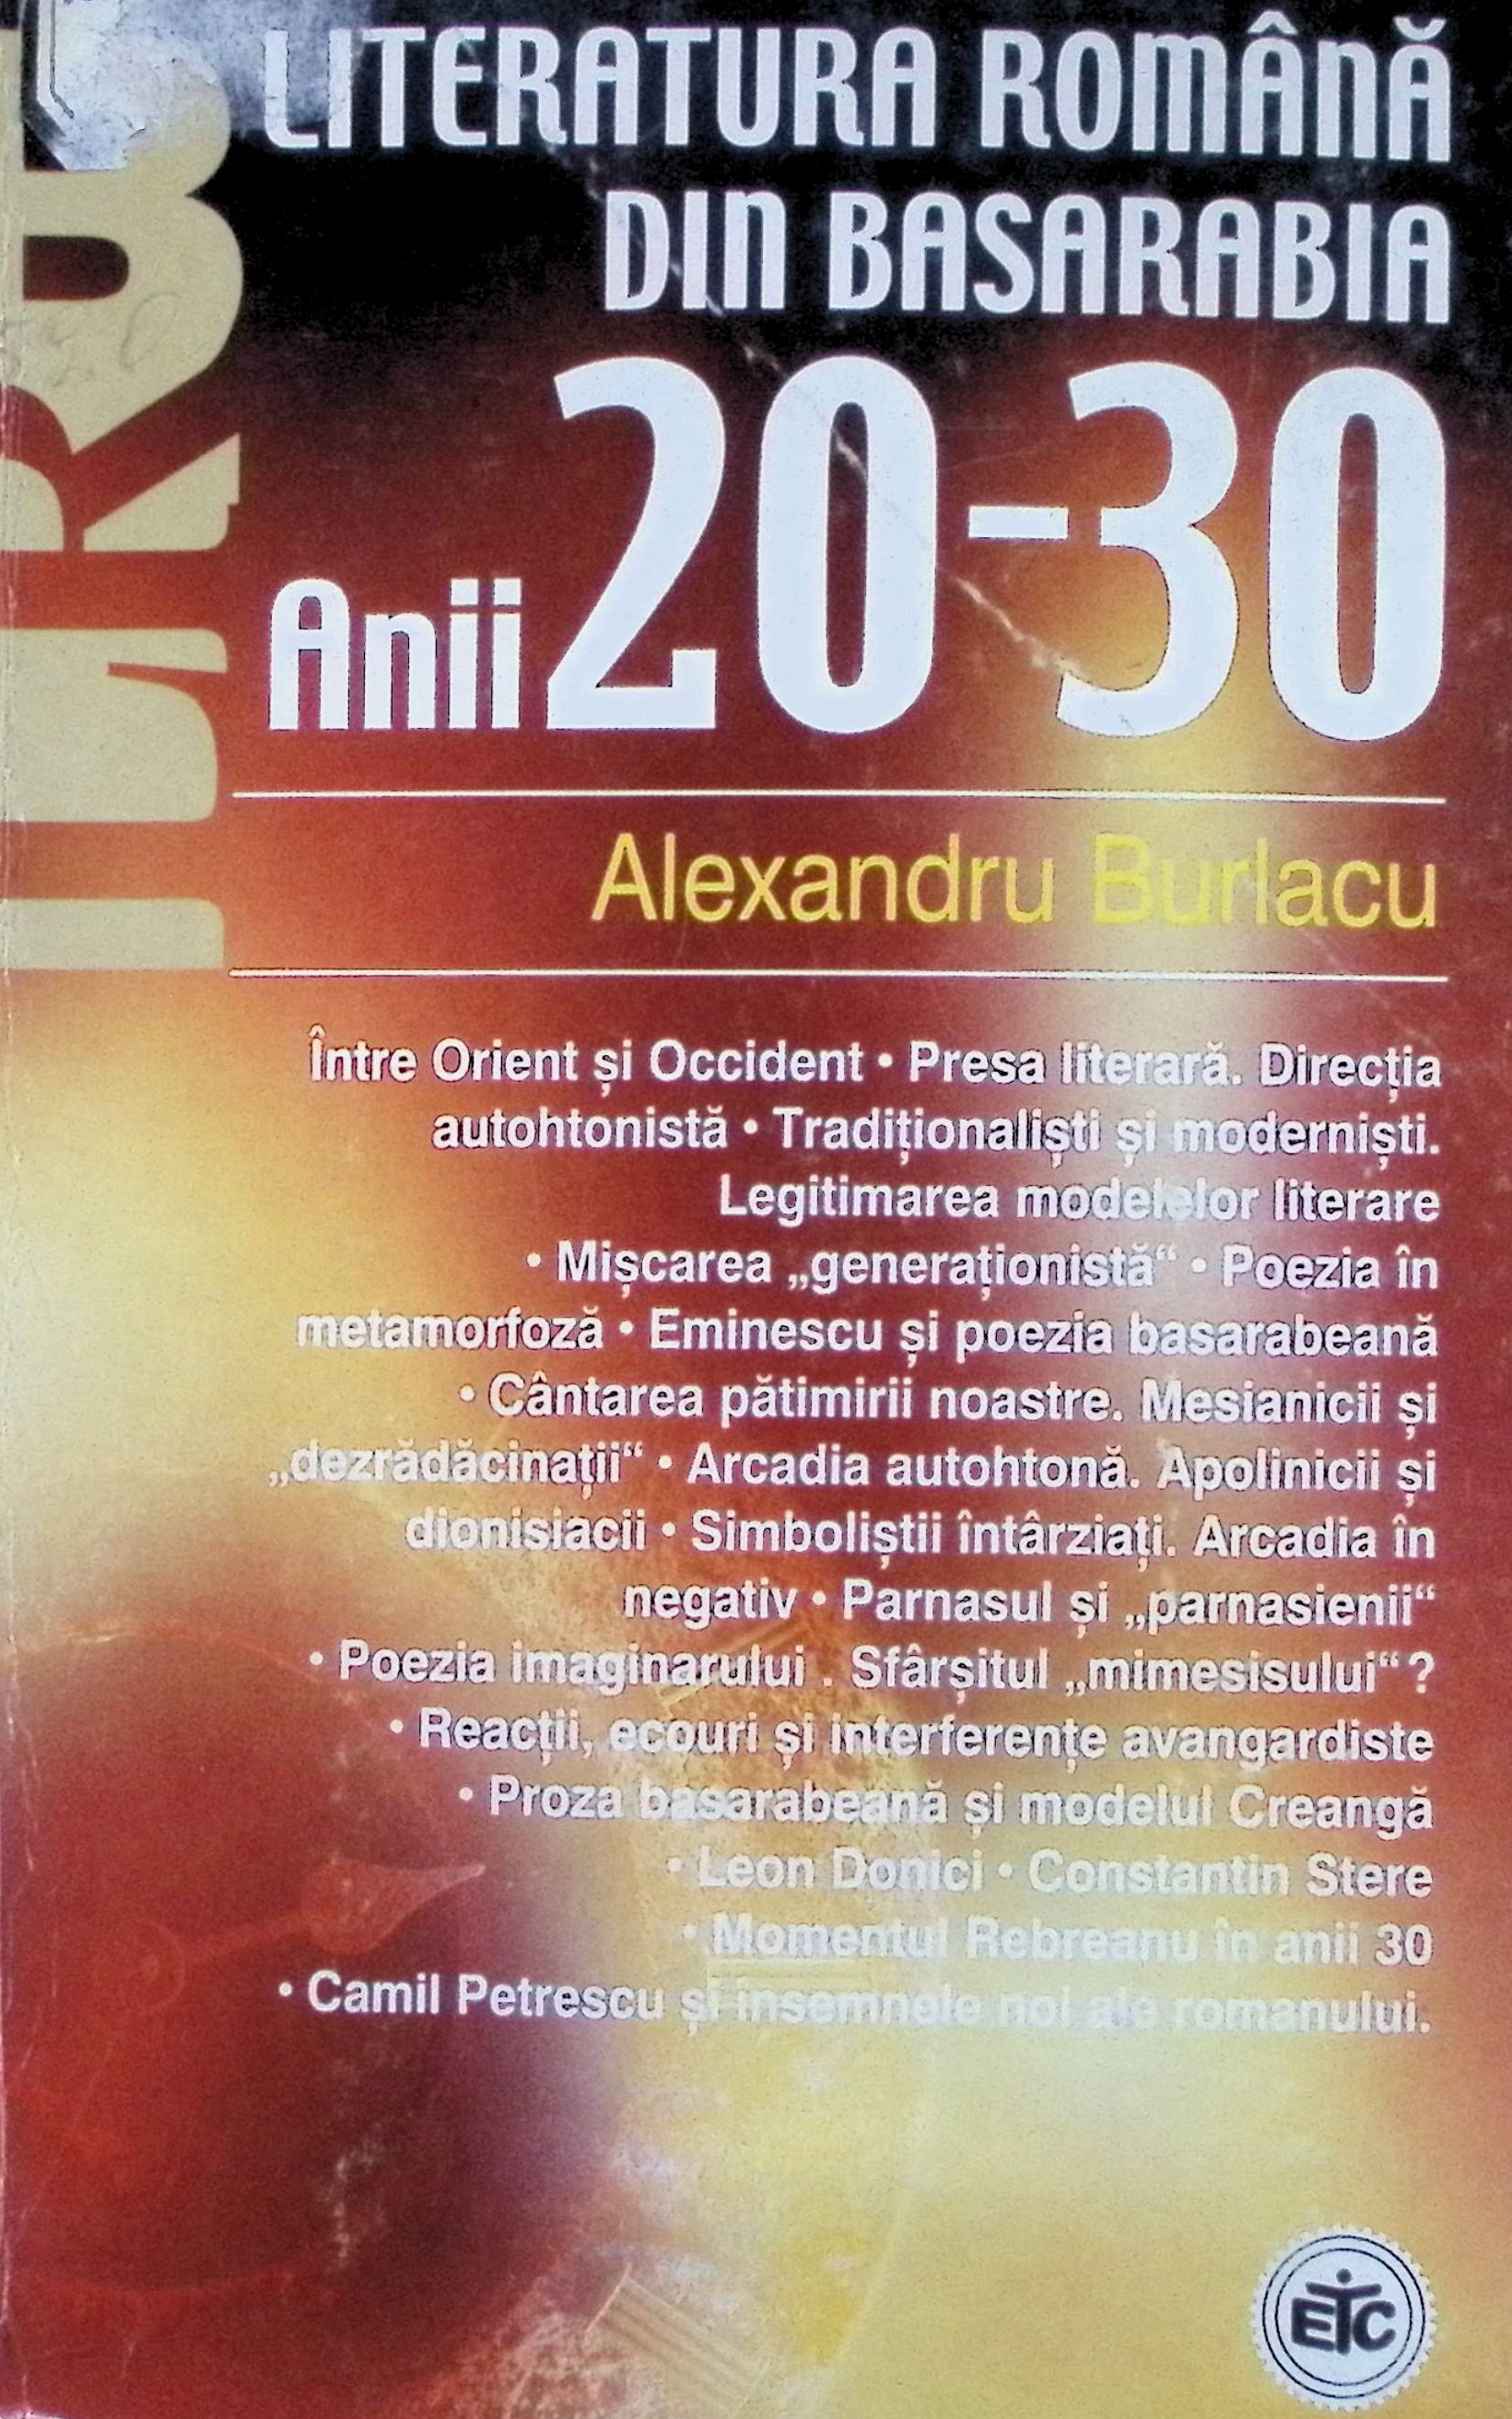 LITERATURA ROMÂNĂ
DIN BASARABIA
Anii 20-30
Alexandru Burlacu
Între Orient și Occident • Presa literară. Direcția
autohtonistă • Tradiționaliști și moderniști.
Legitimarea modelelor literare
• Mișcarea „generaționistă“ • Poezia în
metamorfoză • Eminescu și poezia basarabeană
• Cântarea pătimirii noastre. Mesianicii și
„dezrădăcinații“ • Arcadia autohtonă. Apolinicii și
dionisiacii • Simboliștii întârziați. Arcadia în
negativ • Parnasul și „parnasienii“
• Poezia imaginarului . Sfârșitul „mimesisului“ ?
• Reacții, ecouri și interferențe avangardiste
• Proza basarabeană și modelul Creangă
• Leon Donici • Constantin Stere
• Momentul Rebreanu în anii 30
• Camil Petrescu și însemnele noi ale romanului.
ETC
LLRB